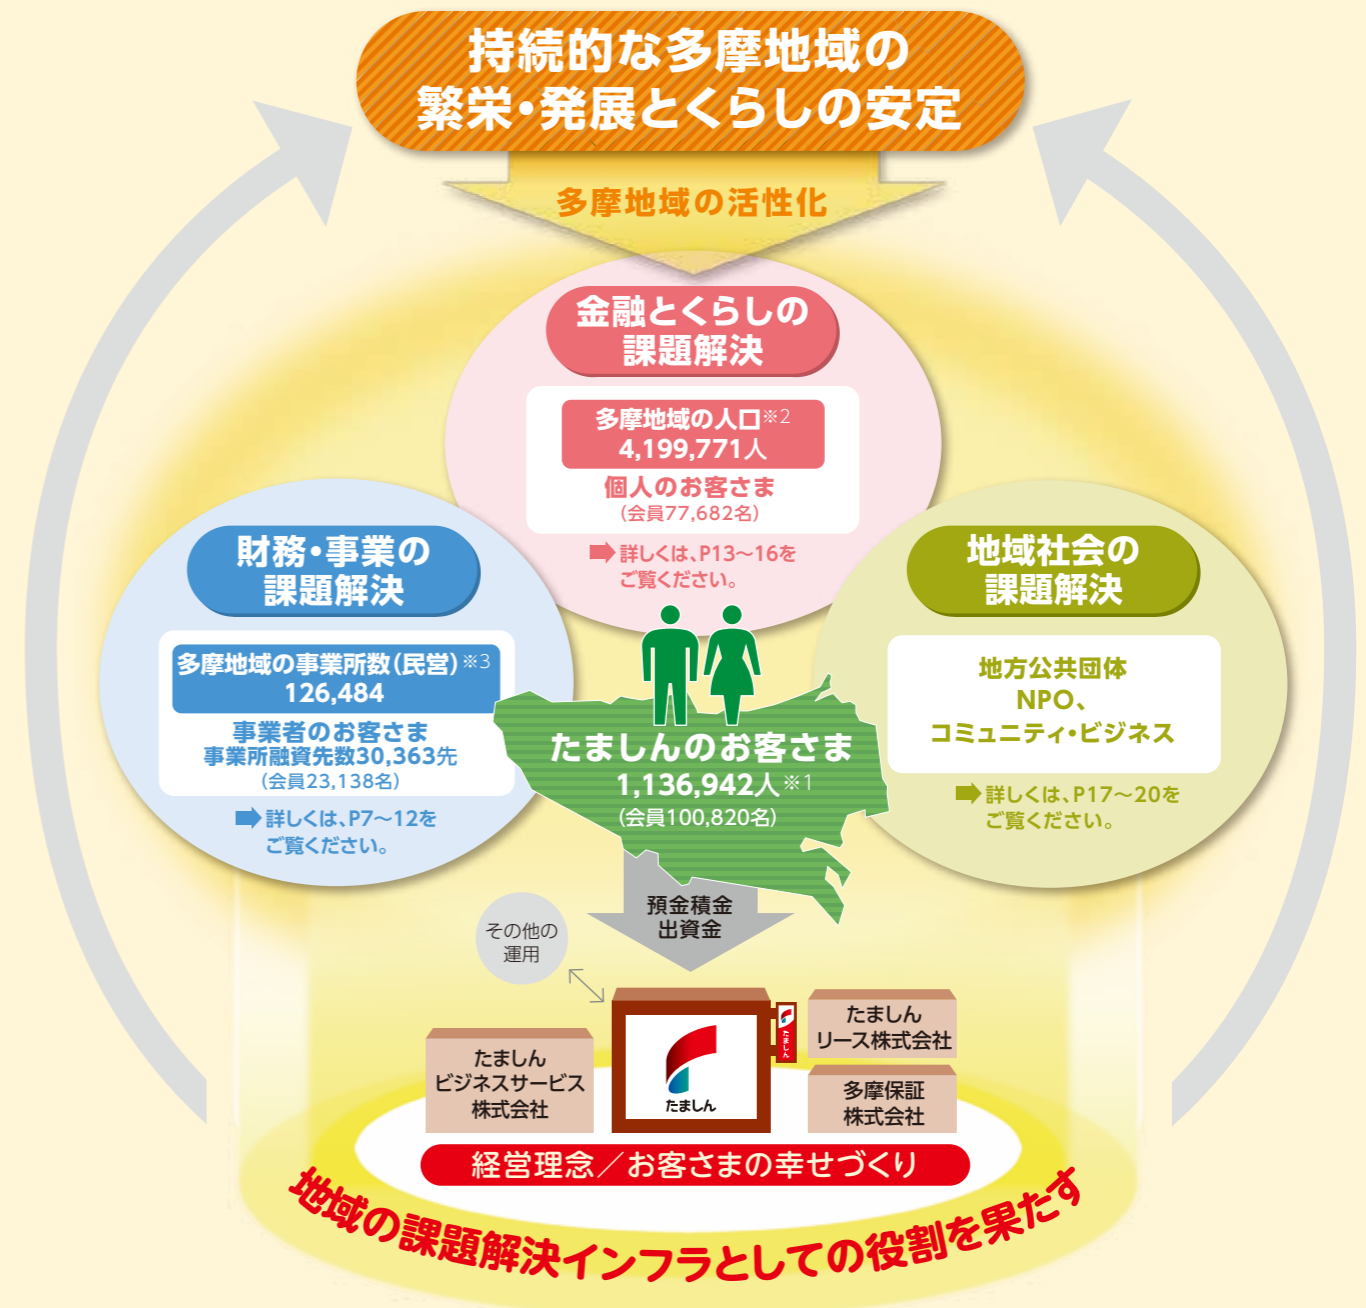 持続的な多摩地域の
繁栄・発展とくらしの安定
多摩地域の活性化
金融とくらしの
課題解決
多摩地域の人口※2
4,199,771人
個人のお客さま
(会員77,682名)
詳しくは、P13～16を
ご覧ください。
財務・事業の
課題解決
多摩地域の事業所数(民営)※3
126,484
事業者のお客さま
事業所融資先数30,363先
(会員23,138名)
詳しくは、P7～12を
ご覧ください。
地域社会の
課題解決
地方公共団体
NPO、
コミュニティ・ビジネス
詳しくは、P17～20を
ご覧ください。
たましんのお客さま
1,136,942人※1
(会員100,820名)
預金積金
出資金
その他の
運用
たましん
ビジネスサービス
株式会社
たましん
たましん
たましん
リース株式会社
多摩保証
株式会社
経営理念／お客さまの幸せづくり
地域の課題解決インフラとしての役割を果たす